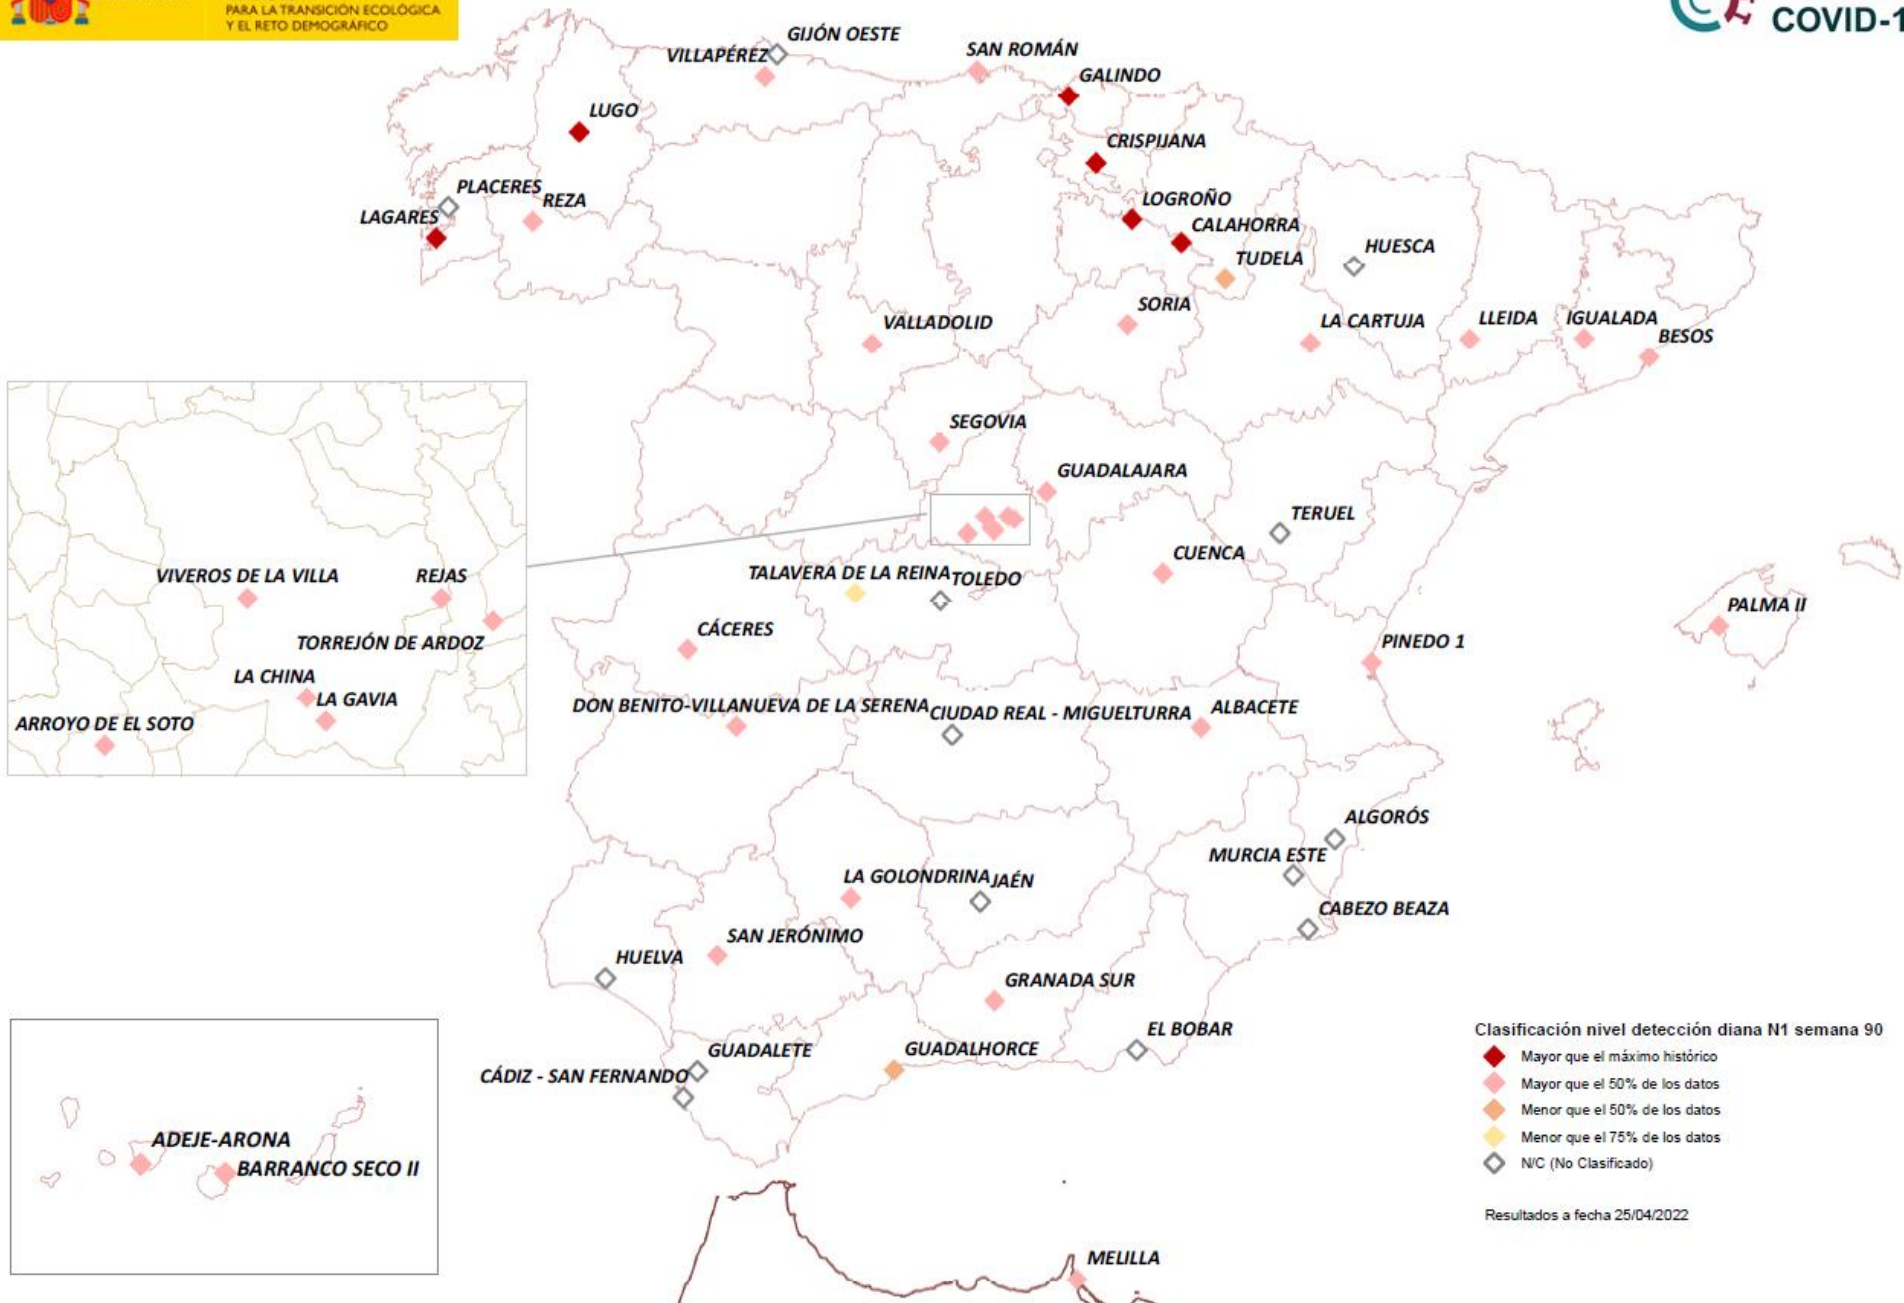 PARA LA TRANSICIÓN ECOLÓGICA
Y EL RETO DEMOGRÁFICO
COVID-1
GIJÓN OESTE
VILLAPÉREZ
SAN ROMÁN
GALINDO
LUGO
CRISPIJANA
PLACERES
REZA
LOGROÑO
LAGARES
CALAHORRA
HUESCA
TUDELA
SORIA
VALLADOLID
LA CARTUJA
LLEIDA
IGUALADA
BESOS
SEGOVIA
GUADALAJARA
TERUEL
CUENCA
VIVEROS DE LA VILLA
REJAS
TALAVERA DE LA REINA
TOLEDO
PALMA II
CÁCERES
TORREJÓN DE ARDOZ
PINEDO 1
LA CHINA
LA GAVIA
DON BENITO-VILLANUEVA DE LA SERENA
CIUDAD REAL - MIGUELTURRA
ALBACETE
ARROYO DE EL SOTO
ALGORÓS
MURCIA ESTE
LA GOLONDRINA
JAÉN
CABEZO BEAZA
SAN JERÓNIMO
HUELVA
GRANADA SUR
EL BOBAR
GUADALETE
GUADALHORCE
CÁDIZ - SAN FERNANDO
Clasificación nivel detección diana N1 semana 90
Mayor que el máximo histórico
Mayor que el 50% de los datos
Menor que el 50% de los datos
Menor que el 75% de los datos
N/C (No Clasificado)
ADEJE-ARONA
BARRANCO SECO II
Resultados a fecha 25/04/2022
MELILLA